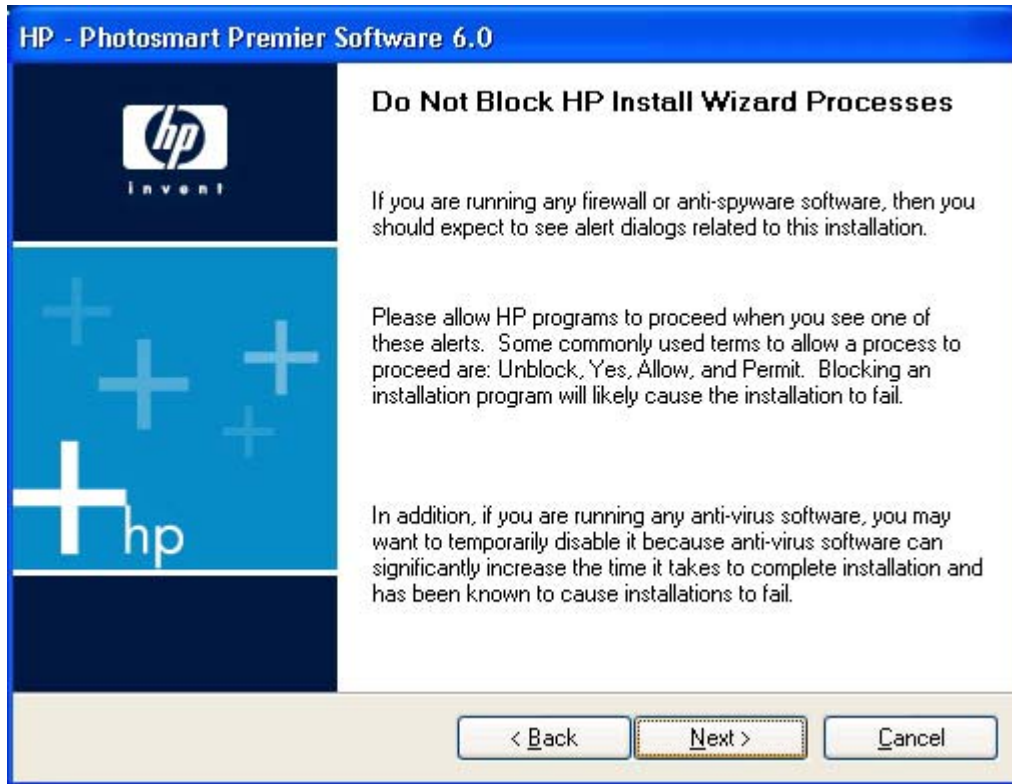 HP - Photosmart Premier Software 6.0
hp
invent
hp
Do Not Block HP Install Wizard Processes
If you are running any firewall or anti-spyware software, then you
should expect to see alert dialogs related to this installation.
Please allow HP programs to proceed when you see one of
these alerts.  Some commonly used terms to allow a process to
proceed are: Unblock, Yes, Allow, and Permit.  Blocking an
installation program will likely cause the installation to fail.
In addition, if you are running any anti-virus software, you may
want to temporarily disable it because anti-virus software can
significantly increase the time it takes to complete installation and
has been known to cause installations to fail.
< Back
Next >
Cancel